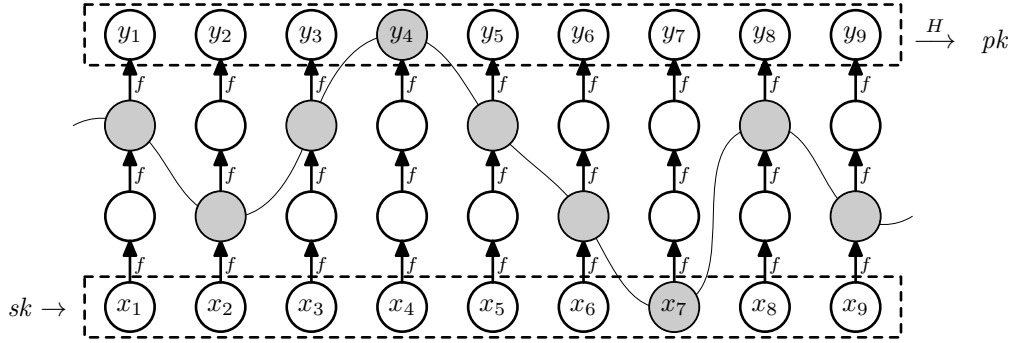 y₁ y₂ y₃ y₄ y₅ y₆ y₇ y₈ y₉ H⟶ pk
f f f f f f f f f
f f f f f f f f f
f f f f f f f f f
sk → x₁ x₂ x₃ x₄ x₅ x₆ x₇ x₈ x₉